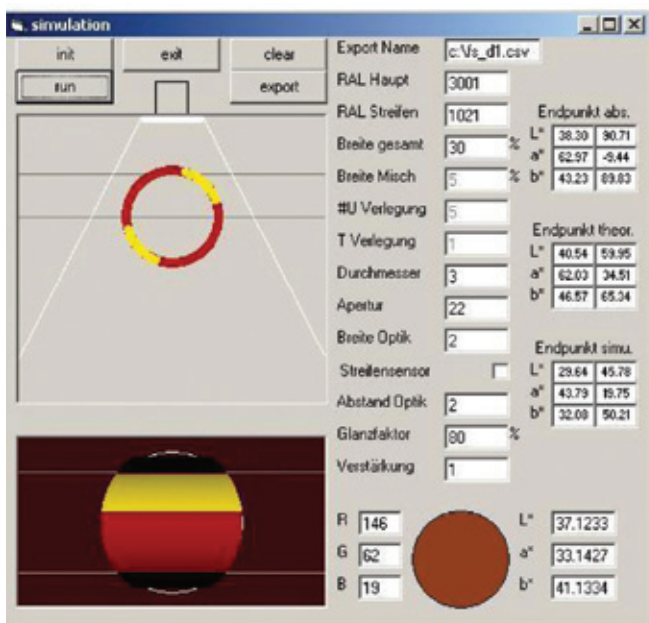 simulation
init exit clear
run export
Export Name c:\fs_d1.csv
RAL Haupt 3001
RAL Streifen 1021
Breite gesamt 30 %
Breite Misch 5 %
#U Verlegung 5
T Verlegung 1
Durchmesser 3
Apertur 22
Breite Optik 2
Streifensensor
Abstand Optik 2
Glanzfaktor 80 %
Verstärkung 1
Endpunkt abs.
L* 38.30 90.71
a* 62.97 -9.44
b* 43.23 89.83
Endpunkt theor.
L* 40.54 59.95
a* 62.03 34.51
b* 46.57 65.34
Endpunkt simu.
L* 29.64 45.78
a* 43.79 19.75
b* 32.08 50.21
R 146 L* 37.1233
G 62 a* 33.1427
B 19 b* 41.1334